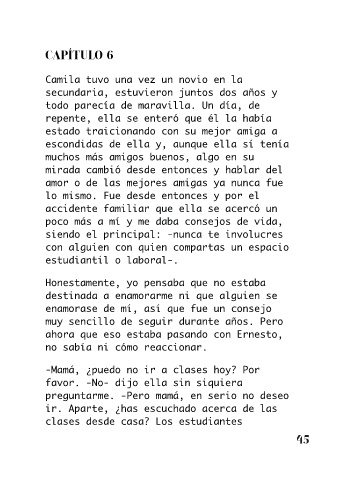 CAPÍTULO 6
Camila tuvo una vez un novio en la
secundaria, estuvieron juntos dos años y
todo parecía de maravilla. Un día, de
repente, ella se enteró que él la había
estado traicionando con su mejor amiga a
escondidas de ella y, aunque ella sí tenía
muchos más amigos buenos, algo en su
mirada cambió desde entonces y hablar del
amor o de las mejores amigas ya nunca fue
lo mismo. Fue desde entonces y por el
accidente familiar que ella se acercó un
poco más a mí y me daba consejos de vida,
siendo el principal: -nunca te involucres
con alguien con quien compartas un espacio
estudiantil o laboral-.
Honestamente, yo pensaba que no estaba
destinada a enamorarme ni que alguien se
enamorase de mí, así que fue un consejo
muy sencillo de seguir durante años. Pero
ahora que eso estaba pasando con Ernesto,
no sabía ni cómo reaccionar.
-Mamá, ¿puedo no ir a clases hoy? Por
favor. -No- dijo ella sin siquiera
preguntarme. -Pero mamá, en serio no deseo
ir. Aparte, ¿has escuchado acerca de las
clases desde casa? Los estudiantes
45